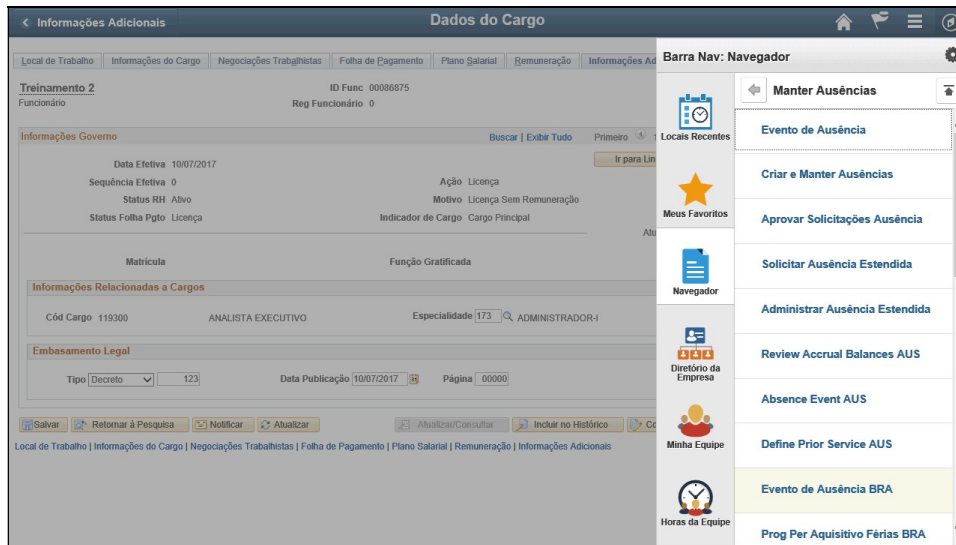 Informações Adicionais
Dados do Cargo
Local de Trabalho Informações do Cargo Negociações Trabalhistas Folha de Pagamento Plano Salarial Remuneração Informações Ad
Treinamento 2 ID Func 00086875
Funcionário Reg Funcionário 0
Informações Governo Buscar | Exibir Tudo Primeiro 1
Ir para Lin
Data Efetiva 10/07/2017
Sequência Efetiva 0 Ação Licença
Status RH Ativo Motivo Licença Sem Remuneração
Status Folha Pgto Licença Indicador de Cargo Cargo Principal
Atu
Matrícula Função Gratificada
Informações Relacionadas a Cargos
Cód Cargo 119300 ANALISTA EXECUTIVO Especialidade 173 ADMINISTRADOR-I
Embasamento Legal
Tipo Decreto 123 Data Publicação 10/07/2017 Página 00000
Salvar Retornar à Pesquisa Notificar Atualizar Atualizar/Consultar Incluir no Histórico Co
Local de Trabalho | Informações do Cargo | Negociações Trabalhistas | Folha de Pagamento | Plano Salarial | Remuneração | Informações Adicionais
Barra Nav: Navegador
Locais Recentes
Meus Favoritos
Navegador
Diretório da
Empresa
Minha Equipe
Horas da Equipe
Manter Ausências
Evento de Ausência
Criar e Manter Ausências
Aprovar Solicitações Ausência
Solicitar Ausência Estendida
Administrar Ausência Estendida
Review Accrual Balances AUS
Absence Event AUS
Define Prior Service AUS
Evento de Ausência BRA
Prog Per Aquisitivo Férias BRA